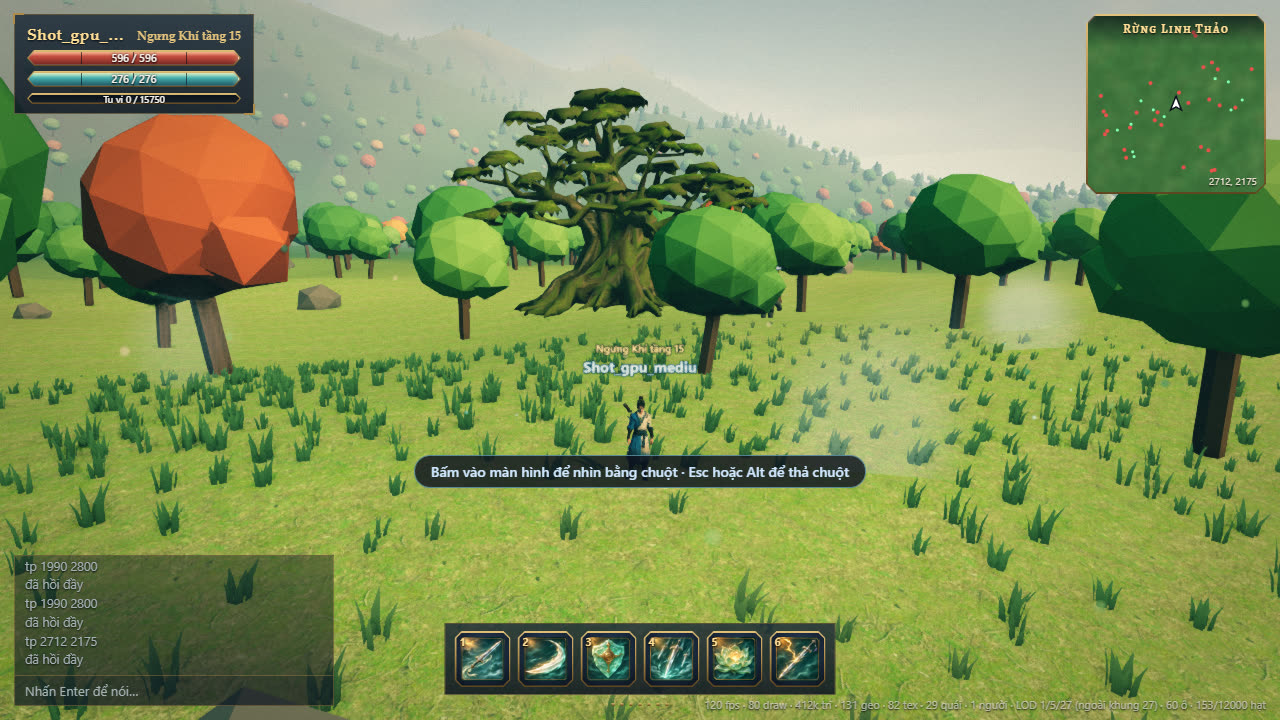 Shot_gpu_... Ngưng Khí tầng 15
596 / 596
276 / 276
Tu vi 0 / 15750
Rừng Linh Thảo
2712, 2175
Ngưng Khí tầng 15
Shot_gpu_mediu
Bấm vào màn hình để nhìn bằng chuột · Esc hoặc Alt để thả chuột
tp 1990 2800
đã hồi đầy
tp 1990 2800
đã hồi đầy
tp 2712 2175
đã hồi đầy
Nhấn Enter để nói...
1 2 3 4 5 6
120 fps · 80 draw · 412k tri · 131 geo · 82 tex · 29 quái · 1 người · LOD 1/5/27 (ngoài khung 27) · 60 ô · 153/12000 hạt